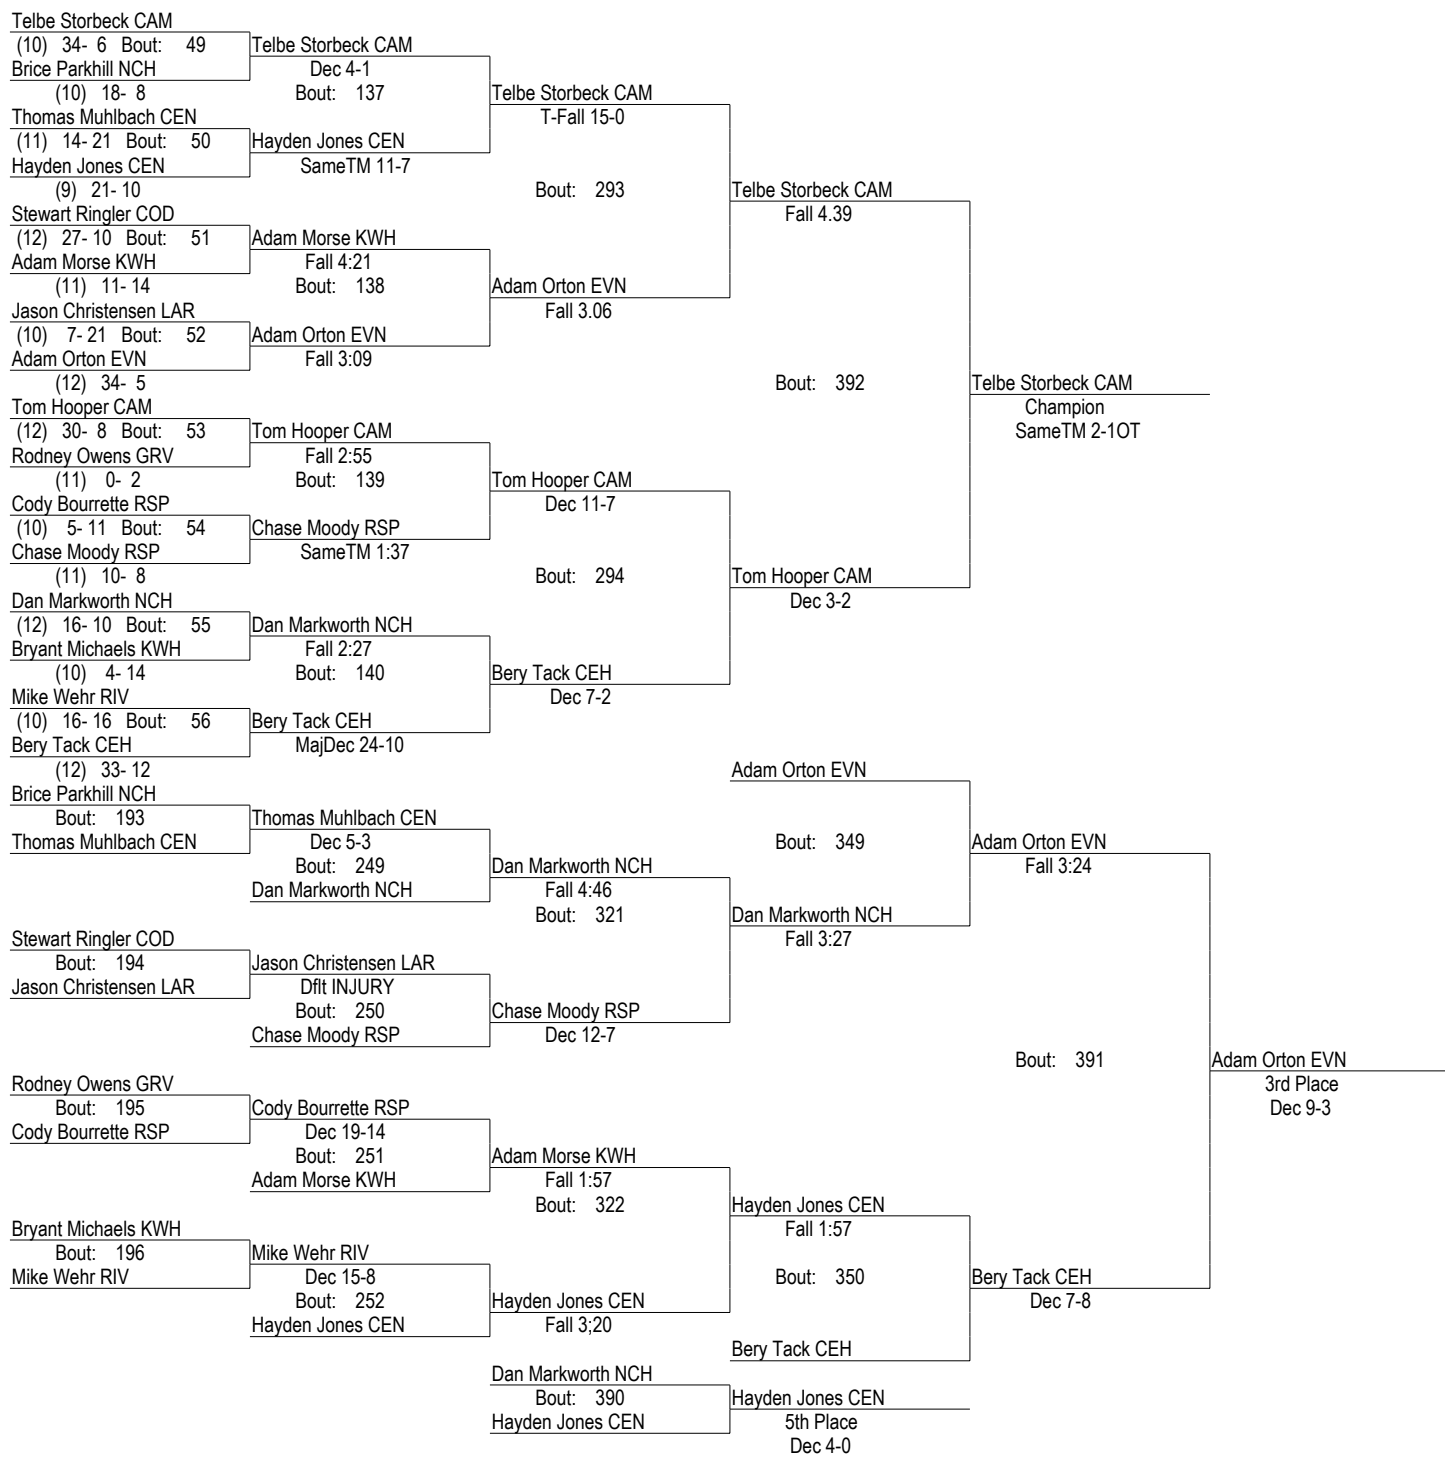 Telbe Storbeck CAM
(10) 34- 6 Bout: 49 Telbe Storbeck CAM
Brice Parkhill NCH Dec 4-1
(10) 18- 8 Bout: 137 Telbe Storbeck CAM
Thomas Muhlbach CEN T-Fall 15-0
(11) 14- 21 Bout: 50 Hayden Jones CEN
Hayden Jones CEN SameTM 11-7
(9) 21- 10 Bout: 293 Telbe Storbeck CAM
Stewart Ringler COD Fall 4.39
(12) 27- 10 Bout: 51 Adam Morse KWH
Adam Morse KWH Fall 4:21
(11) 11- 14 Bout: 138 Adam Orton EVN
Jason Christensen LAR Fall 3.06
(10) 7- 21 Bout: 52 Adam Orton EVN
Adam Orton EVN Fall 3:09
(12) 34- 5 Bout: 392 Telbe Storbeck CAM
Tom Hooper CAM Champion
(12) 30- 8 Bout: 53 Tom Hooper CAM SameTM 2-1OT
Rodney Owens GRV Fall 2:55
(11) 0- 2 Bout: 139 Tom Hooper CAM
Cody Bourrette RSP Dec 11-7
(10) 5- 11 Bout: 54 Chase Moody RSP
Chase Moody RSP SameTM 1:37
(11) 10- 8 Bout: 294 Tom Hooper CAM
Dan Markworth NCH Dec 3-2
(12) 16- 10 Bout: 55 Dan Markworth NCH
Bryant Michaels KWH Fall 2:27
(10) 4- 14 Bout: 140 Bery Tack CEH
Mike Wehr RIV Dec 7-2
(10) 16- 16 Bout: 56 Bery Tack CEH
Bery Tack CEH MajDec 24-10
(12) 33- 12 Adam Orton EVN
Brice Parkhill NCH
Bout: 193 Thomas Muhlbach CEN
Thomas Muhlbach CEN Dec 5-3 Bout: 349 Adam Orton EVN
Bout: 249 Dan Markworth NCH Fall 3:24
Dan Markworth NCH Fall 4:46
Bout: 321 Dan Markworth NCH
Stewart Ringler COD Fall 3:27
Bout: 194 Jason Christensen LAR
Jason Christensen LAR Dflt INJURY
Bout: 250 Chase Moody RSP
Chase Moody RSP Dec 12-7
Bout: 391 Adam Orton EVN
Rodney Owens GRV 3rd Place
Bout: 195 Cody Bourrette RSP Dec 9-3
Cody Bourrette RSP Dec 19-14
Bout: 251 Adam Morse KWH
Adam Morse KWH Fall 1:57
Bout: 322 Hayden Jones CEN
Bryant Michaels KWH Fall 1:57
Bout: 196 Mike Wehr RIV
Mike Wehr RIV Dec 15-8 Bout: 350 Bery Tack CEH
Bout: 252 Hayden Jones CEN Dec 7-8
Hayden Jones CEN Fall 3;20
Bery Tack CEH
Dan Markworth NCH
Bout: 390 Hayden Jones CEN
Hayden Jones CEN 5th Place
Dec 4-0